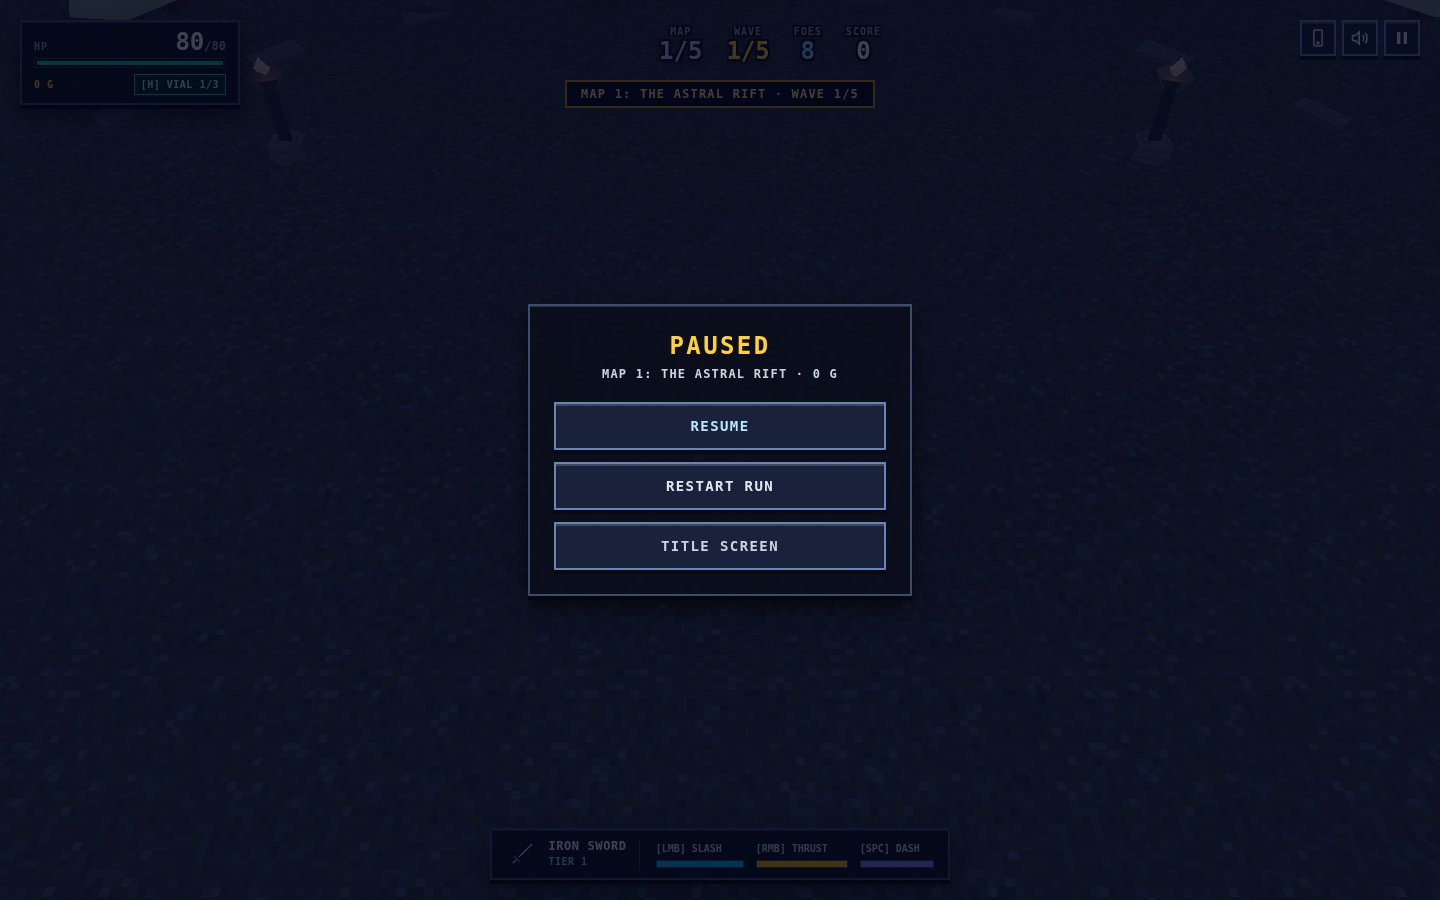 HP 80/80
0 G [H] VIAL 1/3
MAP WAVE FOES SCORE
1/5 1/5 8 0
MAP 1: THE ASTRAL RIFT · WAVE 1/5
PAUSED
MAP 1: THE ASTRAL RIFT · 0 G
RESUME
RESTART RUN
TITLE SCREEN
IRON SWORD
TIER 1
[LMB] SLASH [RMB] THRUST [SPC] DASH